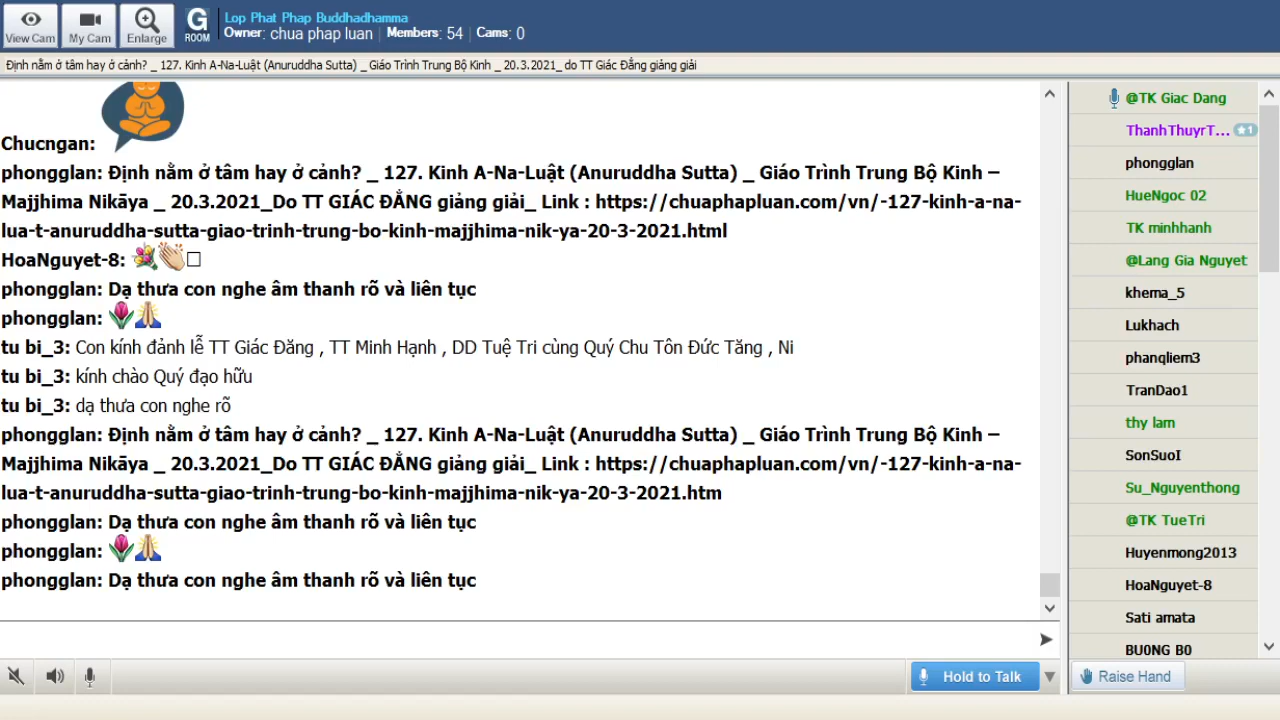 View Cam
My Cam
Enlarge
G ROOM
Lop Phat Phap Buddhadhamma
Owner: chua phap luan Members: 54 Cams: 0
Định nằm ở tâm hay ở cảnh? _ 127. Kinh A-Na-Luật (Anuruddha Sutta) _ Giáo Trình Trung Bộ Kinh _ 20.3.2021_ do TT Giác Đẳng giảng giải
Chucngan:
phongglan: Định nằm ở tâm hay ở cảnh? _ 127. Kinh A-Na-Luật (Anuruddha Sutta) _ Giáo Trình Trung Bộ Kinh –
Majjhima Nikāya _ 20.3.2021_Do TT GIÁC ĐẲNG giảng giải_ Link : https://chuaphapluan.com/vn/-127-kinh-a-na-
lua-t-anuruddha-sutta-giao-trinh-trung-bo-kinh-majjhima-nik-ya-20-3-2021.html
HoaNguyet-8:
phongglan: Dạ thưa con nghe âm thanh rõ và liên tục
phongglan:
tu bi_3: Con kính đảnh lễ TT Giác Đăng , TT Minh Hạnh , DD Tuệ Tri cùng Quý Chu Tôn Đức Tăng , Ni
tu bi_3: kính chào Quý đạo hữu
tu bi_3: dạ thưa con nghe rõ
phongglan: Định nằm ở tâm hay ở cảnh? _ 127. Kinh A-Na-Luật (Anuruddha Sutta) _ Giáo Trình Trung Bộ Kinh –
Majjhima Nikāya _ 20.3.2021_Do TT GIÁC ĐẲNG giảng giải_ Link : https://chuaphapluan.com/vn/-127-kinh-a-na-
lua-t-anuruddha-sutta-giao-trinh-trung-bo-kinh-majjhima-nik-ya-20-3-2021.htm
phongglan: Dạ thưa con nghe âm thanh rõ và liên tục
phongglan:
phongglan: Dạ thưa con nghe âm thanh rõ và liên tục
@TK Giac Dang
ThanhThuyrT... 1
phongglan
HueNgoc 02
TK minhhanh
@Lang Gia Nguyet
khema_5
Lukhach
phanqliem3
TranDao1
thy lam
SonSuoI
Su_Nguyenthong
@TK TueTri
Huyenmong2013
HoaNguyet-8
Sati amata
BU0NG B0
Hold to Talk
Raise Hand